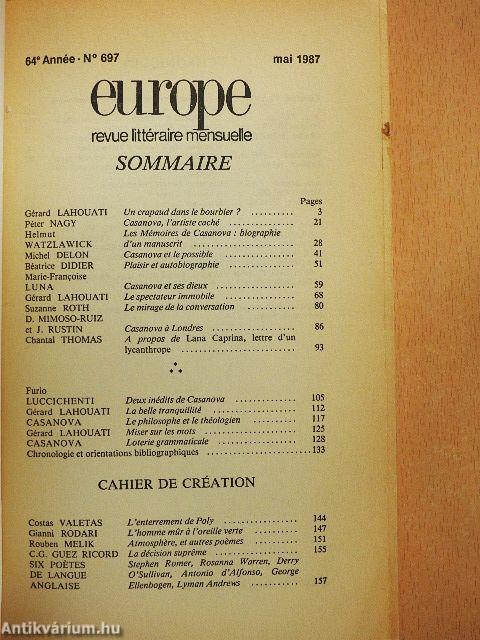 64e Année - No 697 mai 1987
europe
revue littéraire mensuelle
SOMMAIRE
Pages
Gérard LAHOUATI Un crapaud dans le bourbier ? .......... 3
Péter NAGY Casanova, l'artiste caché ............... 21
Helmut Les Mémoires de Casanova : biographie
WATZLAWICK d'un manuscrit ......................... 28
Michel DELON Casanova et le possible ................ 41
Béatrice DIDIER Plaisir et autobiographie ............... 51
Marie-Françoise
LUNA Casanova et ses dieux .................. 59
Gérard LAHOUATI Le spectateur immobile ................. 68
Suzanne ROTH Le mirage de la conversation ........... 80
D. MIMOSO-RUIZ
et J. RUSTIN Casanova à Londres .................... 86
Chantal THOMAS A propos de Lana Caprina, lettre d'un
lycanthrope ........................... 93
Furio
LUCCICHENTI Deux inédits de Casanova .............. 105
Gérard LAHOUATI La belle tranquillité ................... 112
CASANOVA Le philosophe et le théologien .......... 117
Gérard LAHOUATI Miser sur les mots ..................... 125
CASANOVA Loterie grammaticale ................... 128
Chronologie et orientations bibliographiques ................... 133
CAHIER DE CRÉATION
Costas VALETAS L'enterrement de Poly .................. 144
Gianni RODARI L'homme mûr à l'oreille verte .......... 147
Rouben MELIK Atmosphère, et autres poèmes ........... 151
C.G. GUEZ RICORD La décision suprême .................... 155
SIX POÈTES Stephen Romer, Rosanna Warren, Derry
DE LANGUE O'Sullivan, Antonio d'Alfonso, George
ANGLAISE Ellenbogen, Lyman Andrews ............. 157
Antikvárium.hu